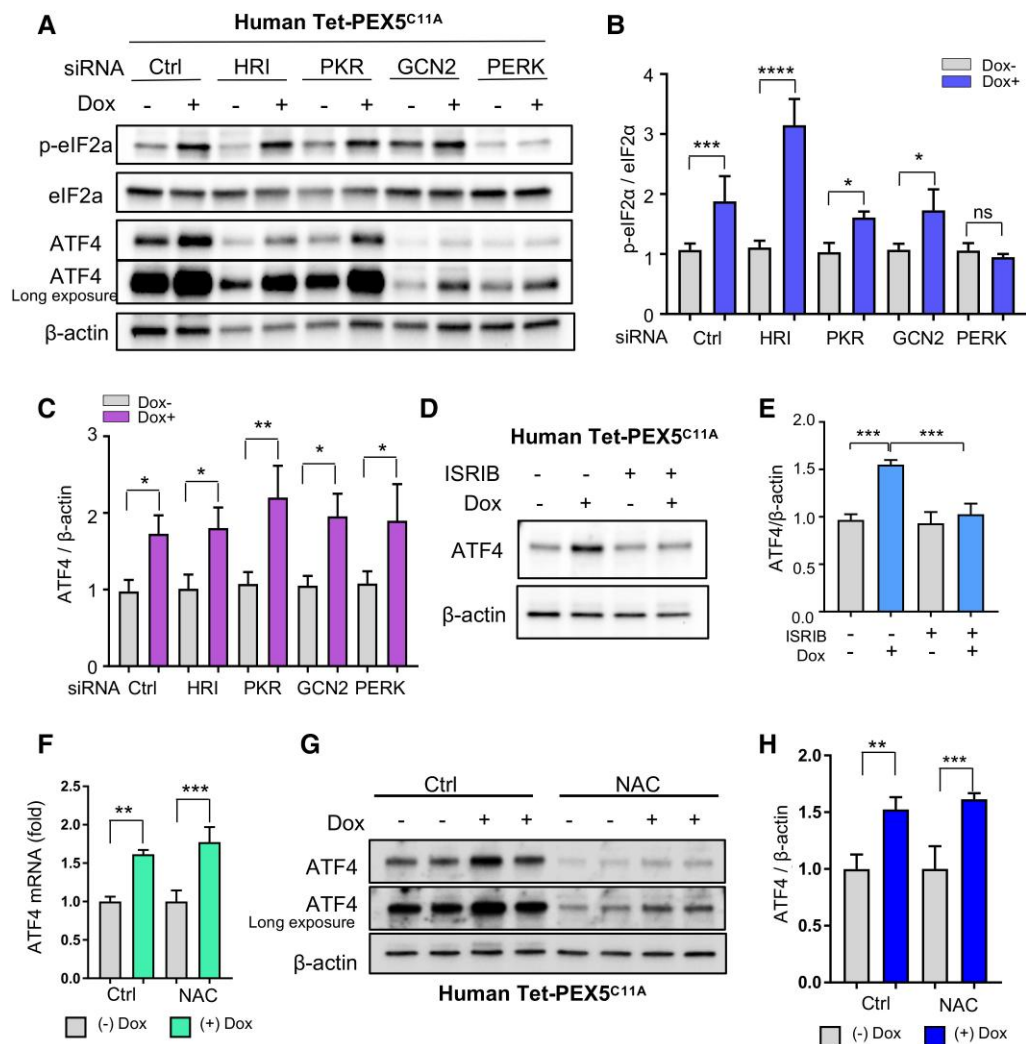 A
Human Tet-PEX5C11A
siRNA Ctrl HRI PKR GCN2 PERK
Dox - + - + - + - + - +
p-eIF2a
eIF2a
ATF4
ATF4
Long exposure
β-actin
B
Dox-
Dox+
p-eIF2α / eIF2α
4
3
2
1
0
*** **** * * ns
siRNA Ctrl HRI PKR GCN2 PERK
C
Dox-
Dox+
ATF4 / β-actin
3
2
1
0
* * ** * *
siRNA Ctrl HRI PKR GCN2 PERK
D
Human Tet-PEX5C11A
ISRIB - - + +
Dox - + - +
ATF4
β-actin
E
ATF4/β-actin
2.0
1.5
1.0
0.0
*** ***
ISRIB - - + +
Dox - + - +
F
ATF4 mRNA (fold)
2.5
2.0
1.5
1.0
0.5
0.0
** ***
Ctrl NAC
(-) Dox (+) Dox
G
Ctrl NAC
Dox - - + + - - + +
ATF4
ATF4
Long exposure
β-actin
Human Tet-PEX5C11A
H
ATF4 / β-actin
2.0
1.5
1.0
0.5
0.0
** ***
Ctrl NAC
(-) Dox (+) Dox